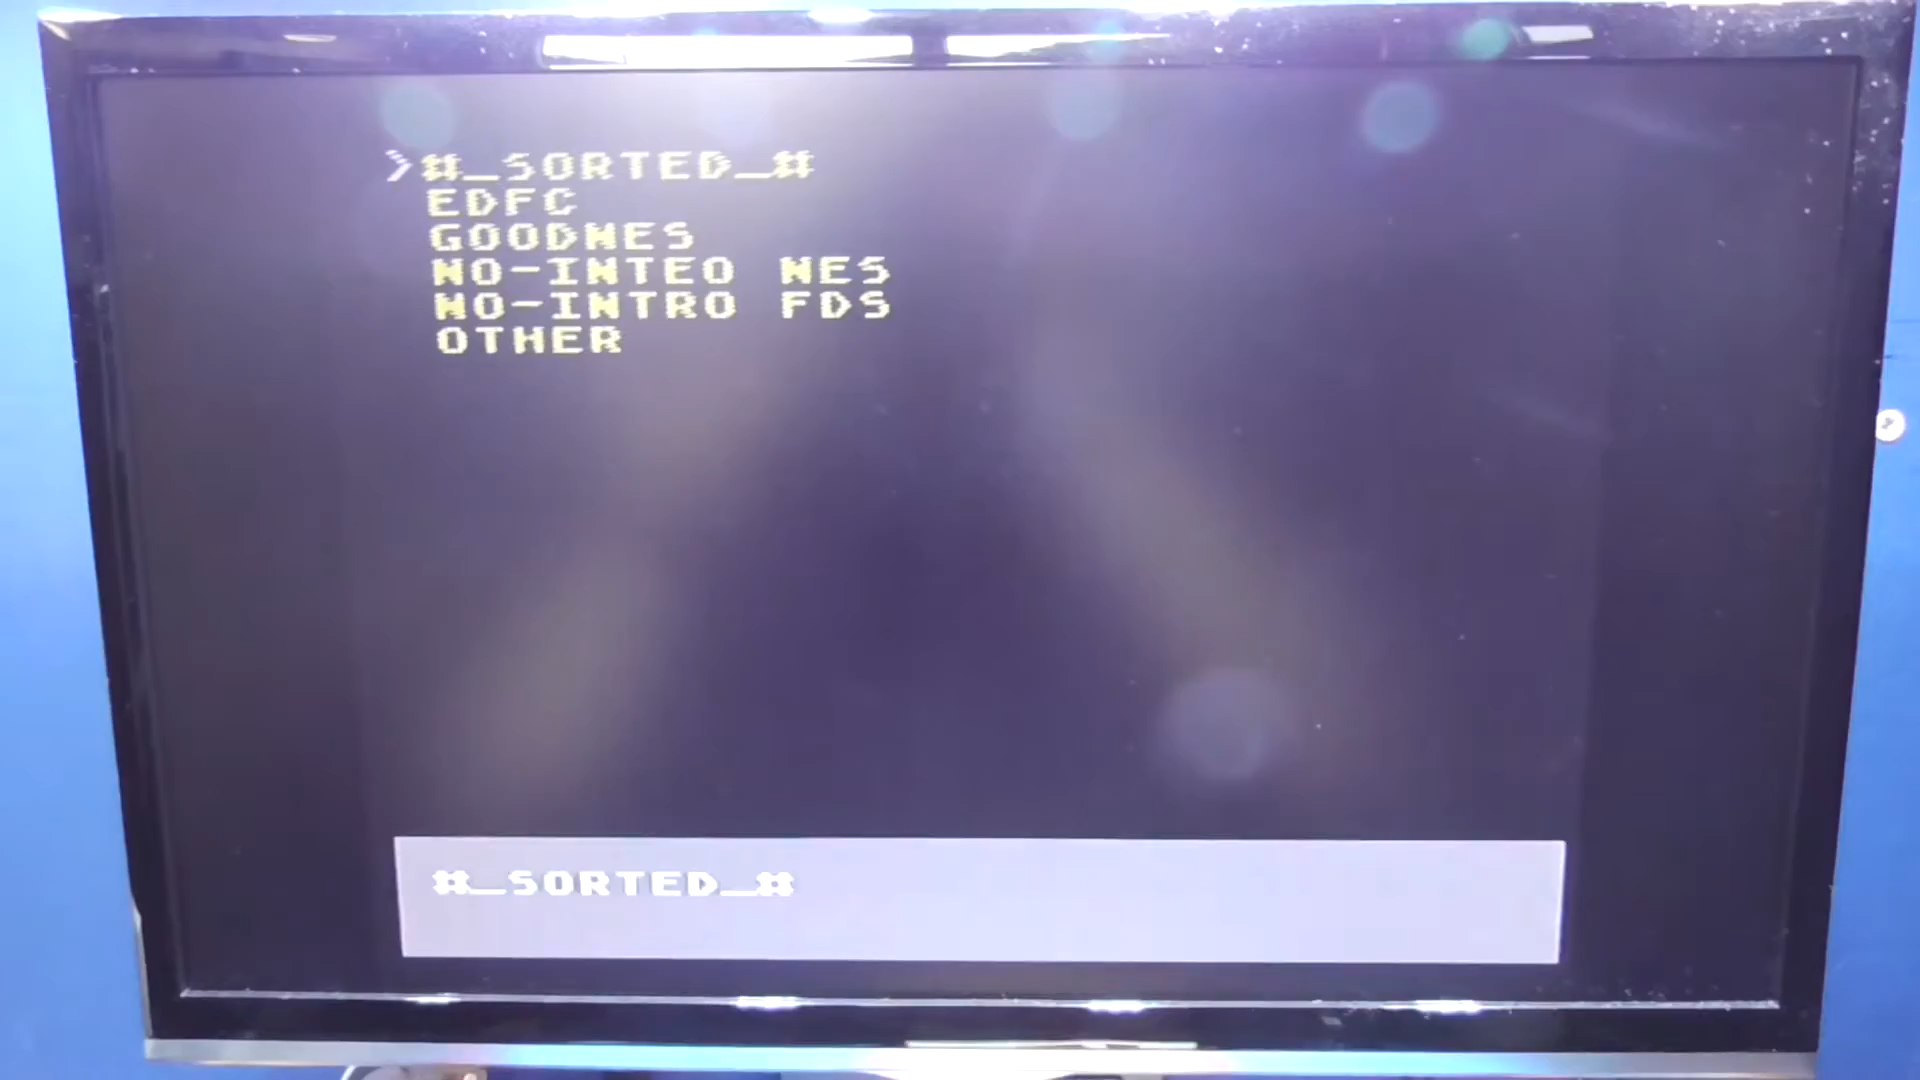 >#_SORTED_#
EDFC
GOODNES
NO-INTEO NES
NO-INTRO FDS
OTHER
#_SORTED_#